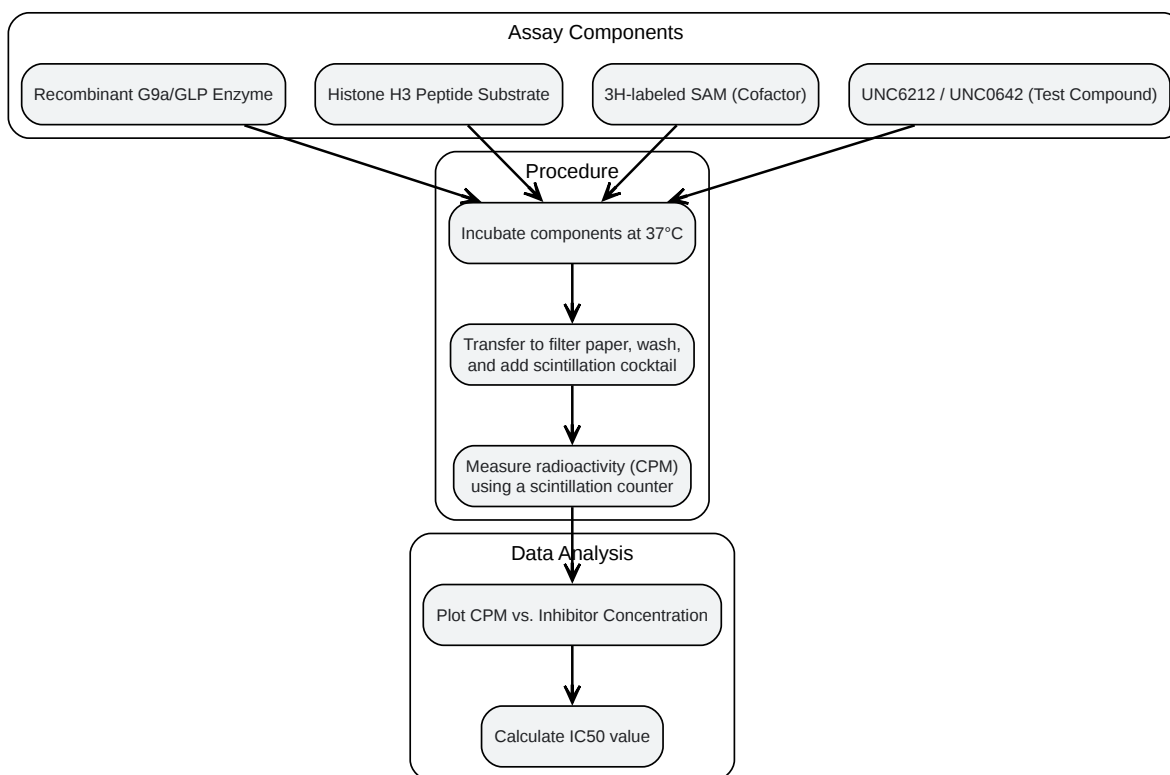 Assay Components
Recombinant G9a/GLP Enzyme
Histone H3 Peptide Substrate
3H-labeled SAM (Cofactor)
UNC6212 / UNC0642 (Test Compound)
Procedure
Incubate components at 37°C
Transfer to filter paper, wash,
and add scintillation cocktail
Measure radioactivity (CPM)
using a scintillation counter
Data Analysis
Plot CPM vs. Inhibitor Concentration
Calculate IC50 value